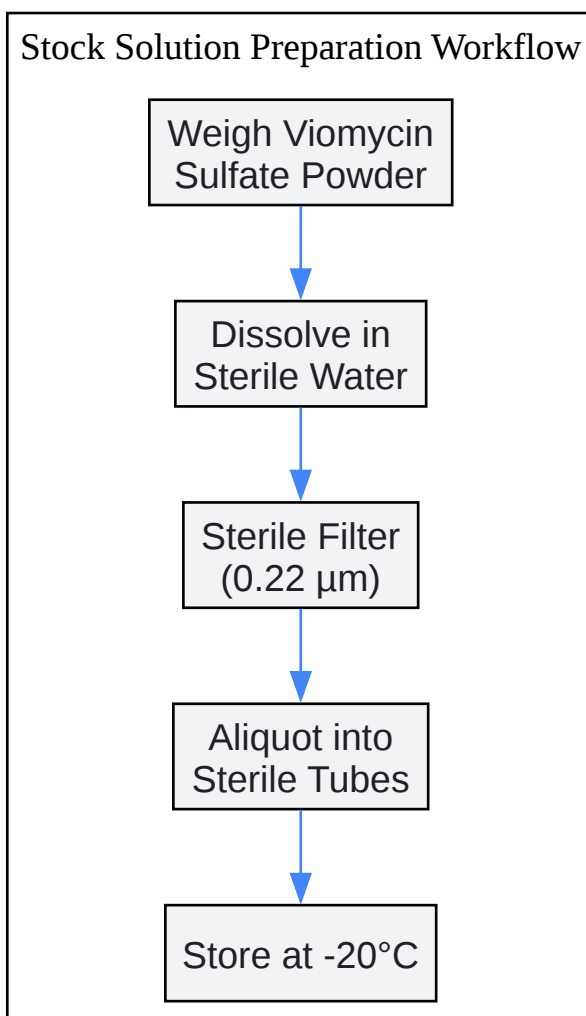 Stock Solution Preparation Workflow
Weigh Viomycin
Sulfate Powder
Dissolve in
Sterile Water
Sterile Filter
(0.22 µm)
Aliquot into
Sterile Tubes
Store at -20°C